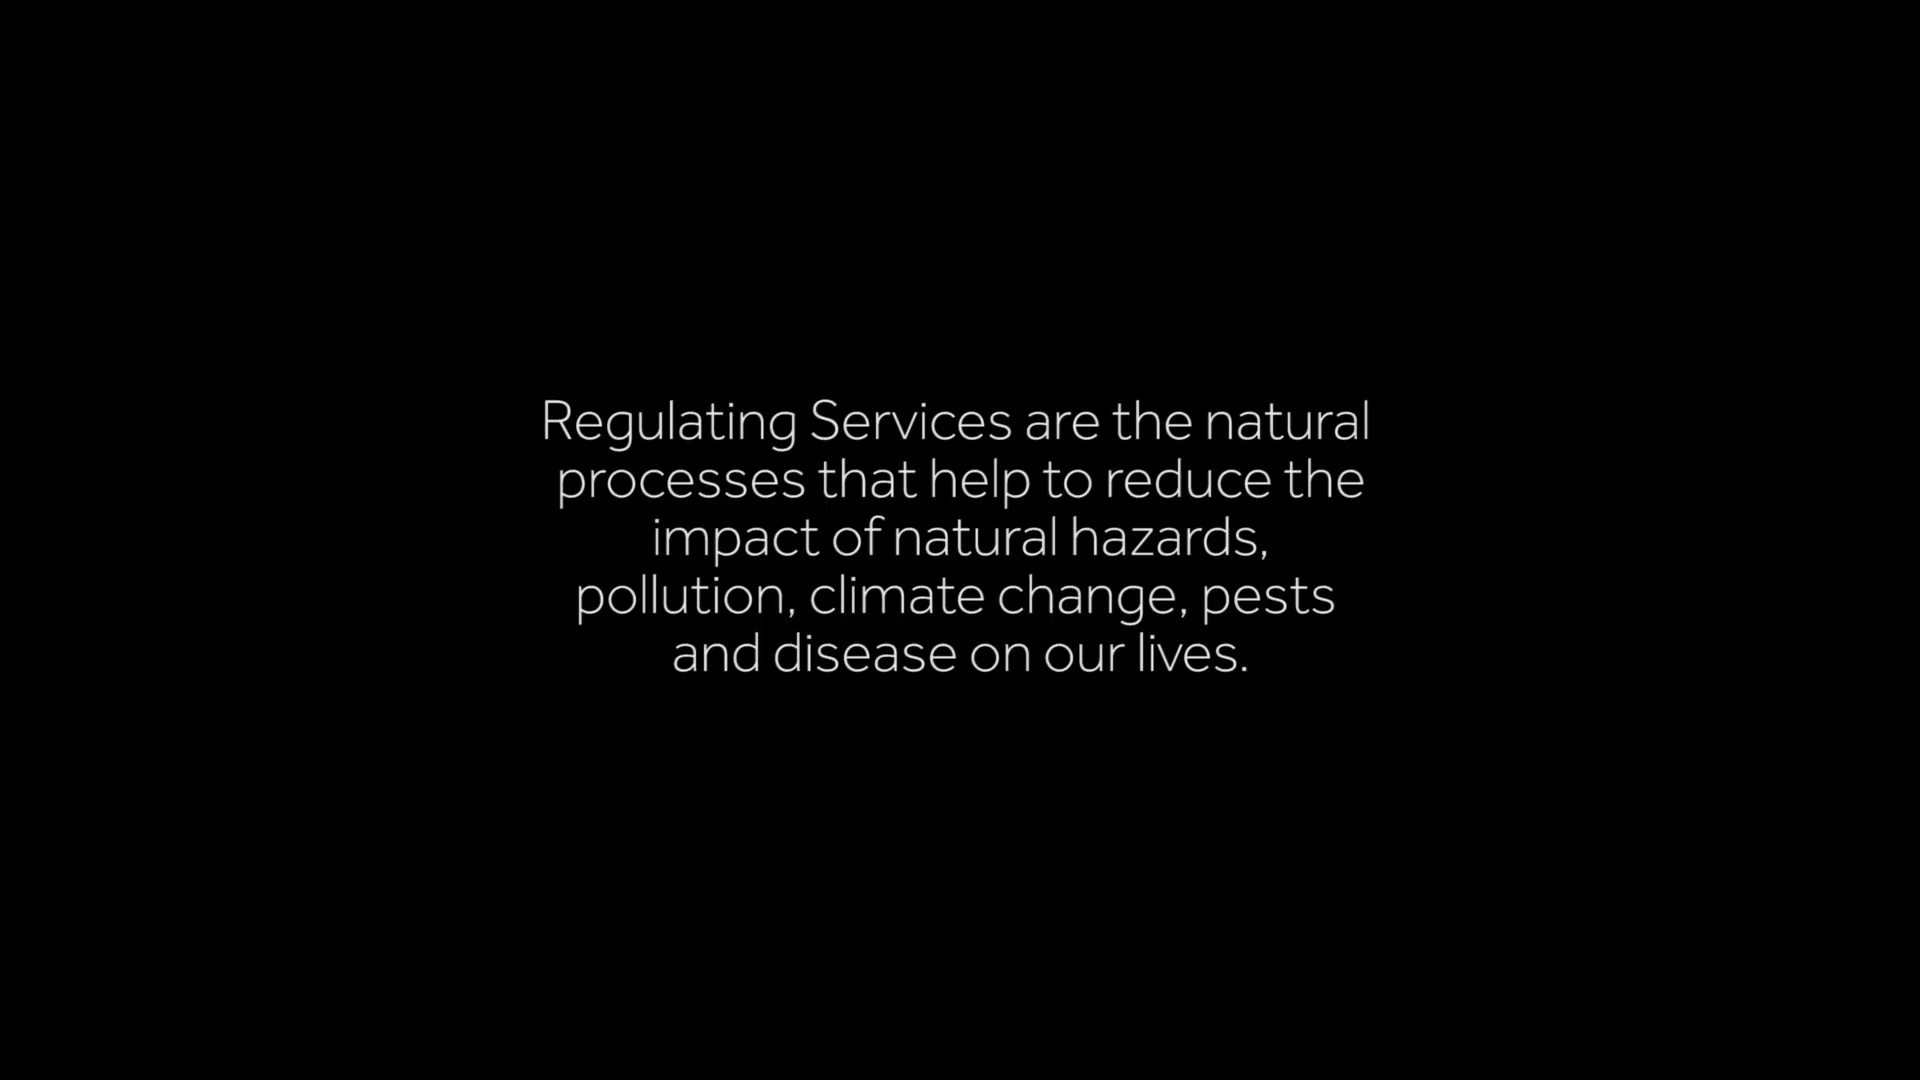 Regulating Services are the natural
processes that help to reduce the
impact of natural hazards,
pollution, climate change, pests
and disease on our lives.